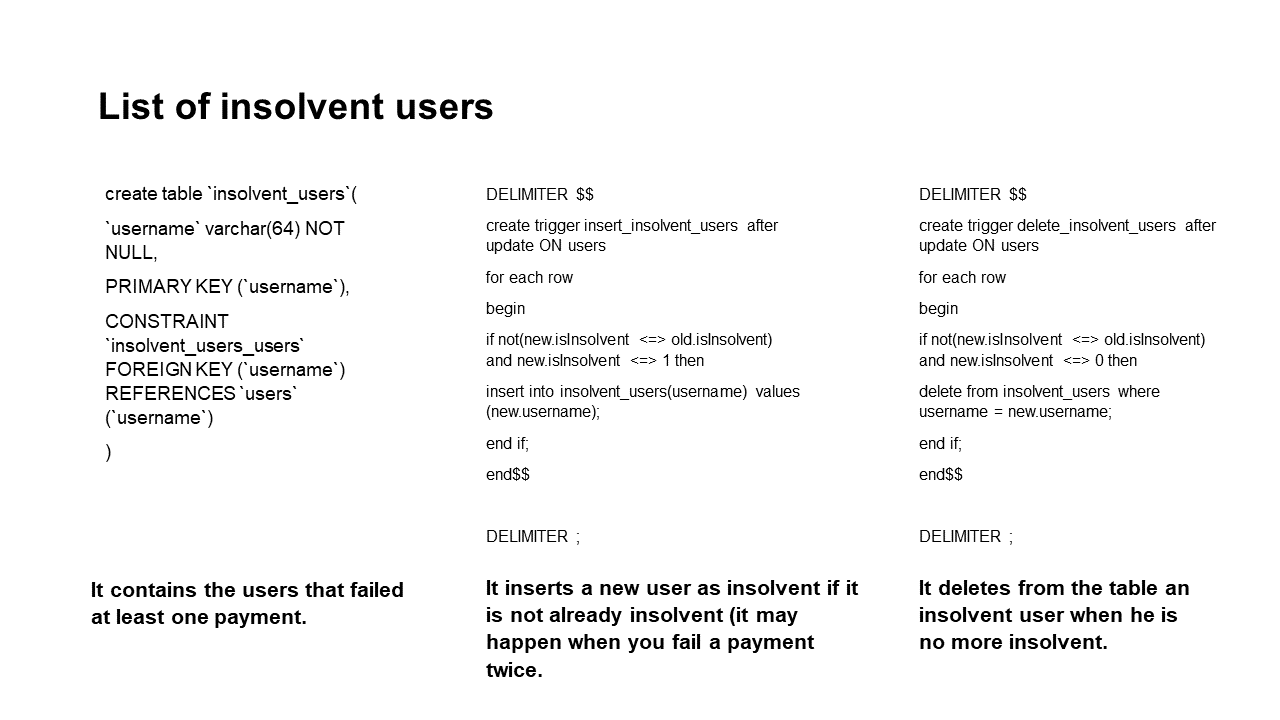 List of insolvent users
create table `insolvent_users`(
`username` varchar(64) NOT
NULL,
PRIMARY KEY (`username`),
CONSTRAINT
`insolvent_users_users`
FOREIGN KEY (`username`)
REFERENCES `users`
(`username`)
)
It contains the users that failed
at least one payment.
DELIMITER $$
create trigger insert_insolvent_users after
update ON users
for each row
begin
if not(new.isInsolvent <=> old.isInsolvent)
and new.isInsolvent <=> 1 then
insert into insolvent_users(username) values
(new.username);
end if;
end$$
DELIMITER ;
It inserts a new user as insolvent if it
is not already insolvent (it may
happen when you fail a payment
twice.
DELIMITER $$
create trigger delete_insolvent_users after
update ON users
for each row
begin
if not(new.isInsolvent <=> old.isInsolvent)
and new.isInsolvent <=> 0 then
delete from insolvent_users where
username = new.username;
end if;
end$$
DELIMITER ;
It deletes from the table an
insolvent user when he is
no more insolvent.